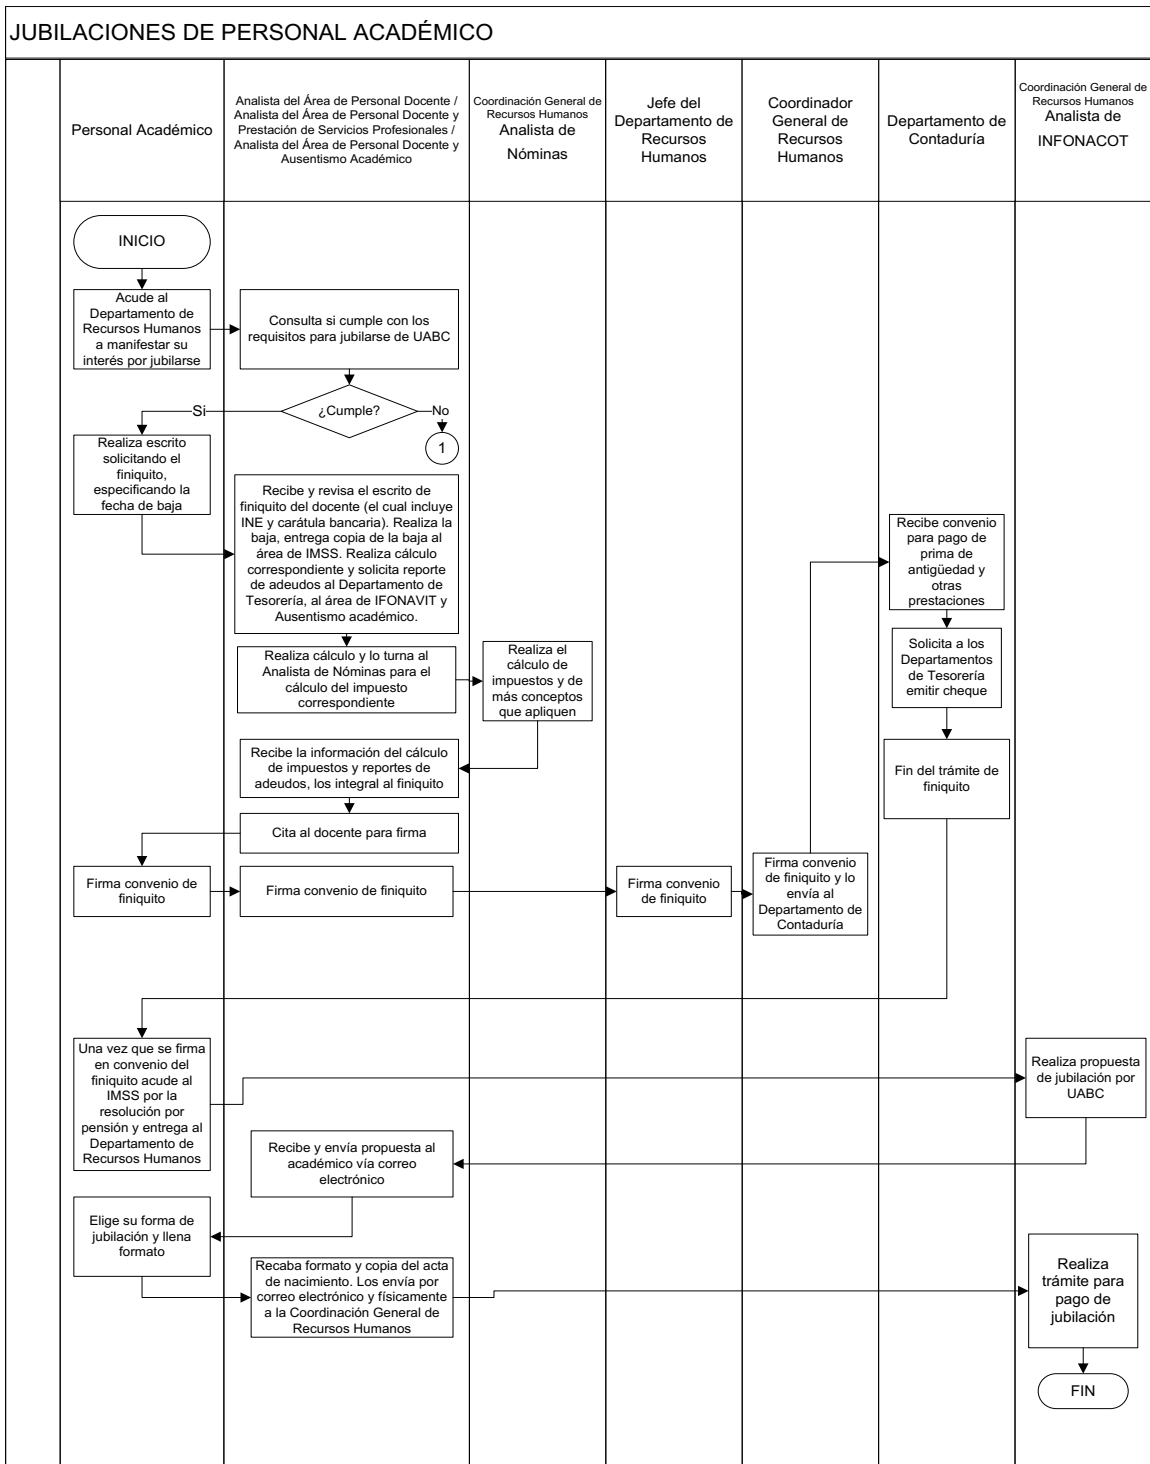 JUBILACIONES DE PERSONAL ACADÉMICO
Personal Académico
Analista del Área de Personal Docente /
Analista del Área de Personal Docente y
Prestación de Servicios Profesionales /
Analista del Área de Personal Docente y
Ausentismo Académico
Coordinación General de
Recursos Humanos
Analista de
Nóminas
Jefe del
Departamento de
Recursos
Humanos
Coordinador
General de
Recursos
Humanos
Departamento de
Contaduría
Coordinación General de
Recursos Humanos
Analista de
INFONACOT
INICIO
Acude al
Departamento de
Recursos Humanos
a manifestar su
interés por jubilarse
Consulta si cumple con los
requisitos para jubilarse de UABC
¿Cumple?
Si
No
1
Realiza escrito
solicitando el
finiquito,
especificando la
fecha de baja
Recibe y revisa el escrito de
finiquito del docente (el cual incluye
INE y carátula bancaria). Realiza la
baja, entrega copia de la baja al
área de IMSS. Realiza cálculo
correspondiente y solicita reporte
de adeudos al Departamento de
Tesorería, al área de IFONAVIT y
Ausentismo académico.
Realiza cálculo y lo turna al
Analista de Nóminas para el
cálculo del impuesto
correspondiente
Realiza el
cálculo de
impuestos y de
más conceptos
que apliquen
Recibe la información del cálculo
de impuestos y reportes de
adeudos, los integral al finiquito
Cita al docente para firma
Firma convenio de
finiquito
Firma convenio de finiquito
Firma convenio
de finiquito
Firma convenio
de finiquito y lo
envía al
Departamento de
Contaduría
Recibe convenio
para pago de
prima de
antigüedad y
otras
prestaciones
Solicita a los
Departamentos
de Tesorería
emitir cheque
Fin del trámite de
finiquito
Una vez que se firma
en convenio del
finiquito acude al
IMSS por la
resolución por
pensión y entrega al
Departamento de
Recursos Humanos
Realiza propuesta
de jubilación por
UABC
Recibe y envía propuesta al
académico vía correo
electrónico
Elige su forma de
jubilación y llena
formato
Recaba formato y copia del acta
de nacimiento. Los envía por
correo electrónico y físicamente
a la Coordinación General de
Recursos Humanos
Realiza
trámite para
pago de
jubilación
FIN